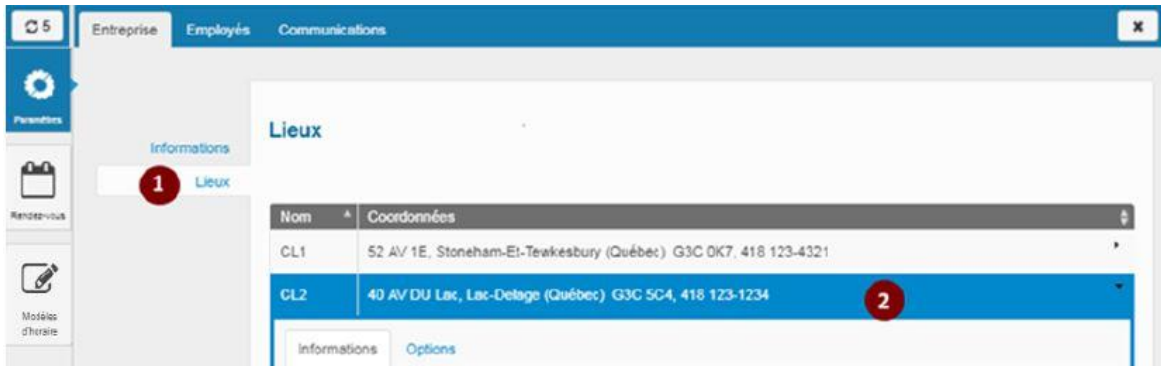 5
Entreprise Employés Communications
Paramètres
Lieux
Informations
1 Lieux
Rendez-vous
Nom Coordonnées
CL1 52 AV 1E, Stoneham-Et-Tewkesbury (Québec) G3C 0K7, 418 123-4321
CL2 40 AV DU Lac, Lac-Delage (Québec) G3C 5C4, 418 123-1234 2
Modèles
d'horaire
Informations Options